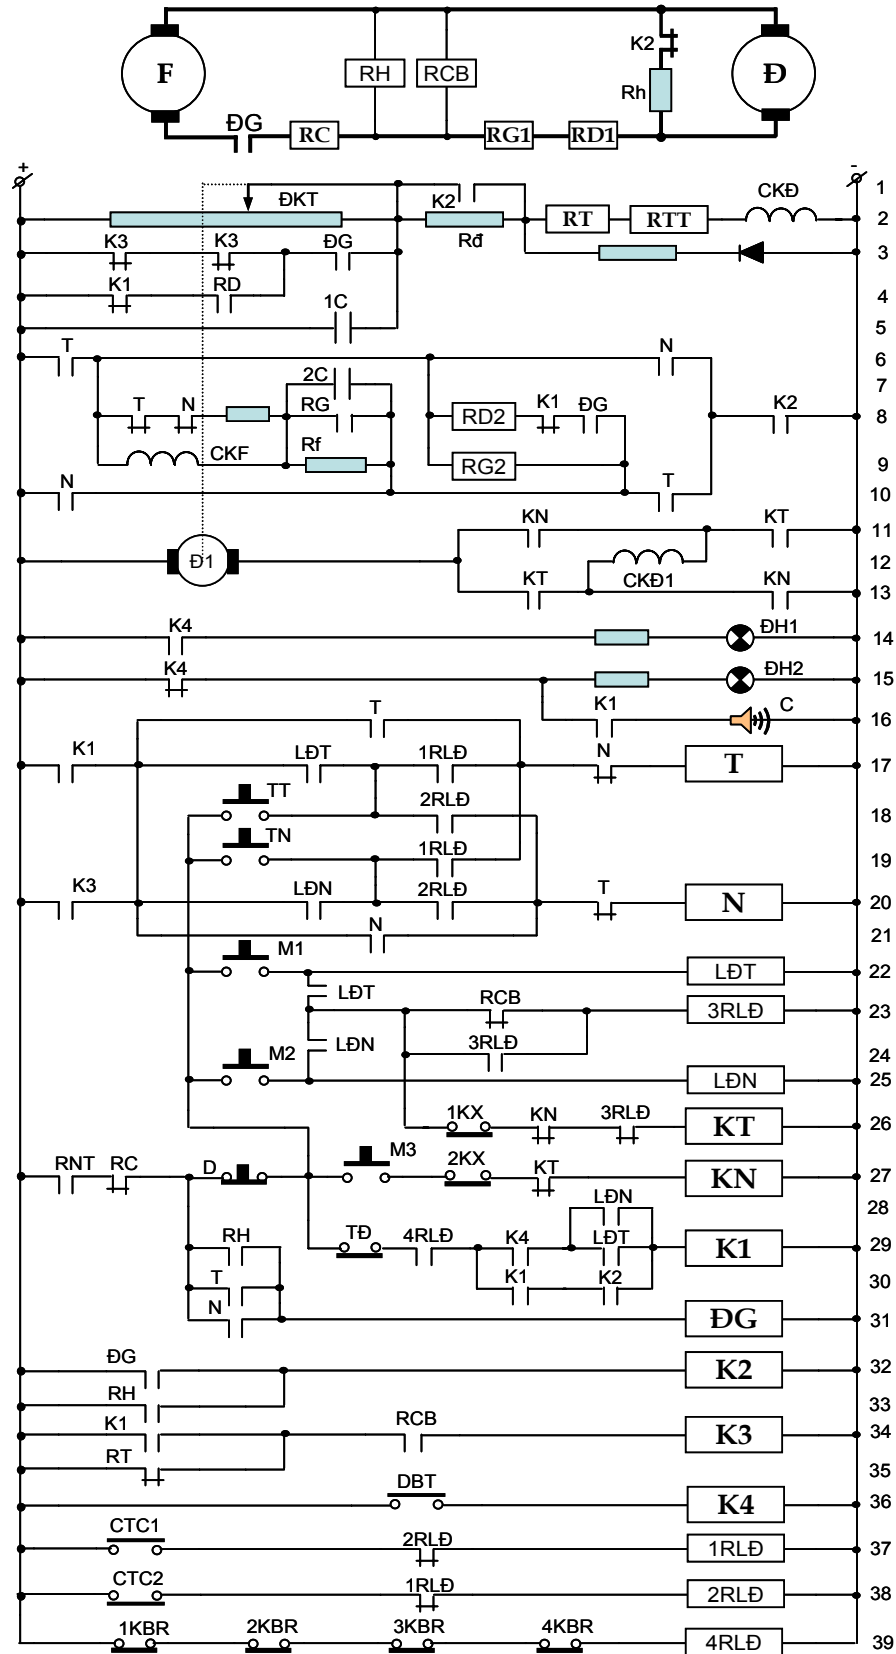 K2
F RH RCB Đ
Rh
ĐG RC RG1 RD1
+ -
ĐKT K2 CKĐ 1
Rđ RT RTT 2
K3 K3 ĐG 3
K1 RD 4
1C 5
T N 6
2C 7
T N RG RD2 K1 ĐG K2 8
CKF Rf RG2 9
N T 10
KN KT 11
Đ1 CKĐ1 12
KT KN 13
K4 ĐH1 14
K4 ĐH2 15
K1 C 16
T
K1 LĐT 1RLĐ N T 17
TT 2RLĐ 18
TN 1RLĐ 19
K3 LĐN 2RLĐ T N 20
N 21
M1 LĐT 22
LĐT RCB 3RLĐ 23
LĐN 3RLĐ 24
M2 LĐN 25
1KX KN 3RLĐ KT 26
RNT RC D M3 2KX KT KN 27
LĐN 28
RH TĐ 4RLĐ K4 LĐT K1 29
T K1 K2 30
N ĐG 31
ĐG K2 32
RH 33
K1 RCB K3 34
RT 35
DBT K4 36
CTC1 2RLĐ 1RLĐ 37
CTC2 1RLĐ 2RLĐ 38
1KBR 2KBR 3KBR 4KBR 4RLĐ 39